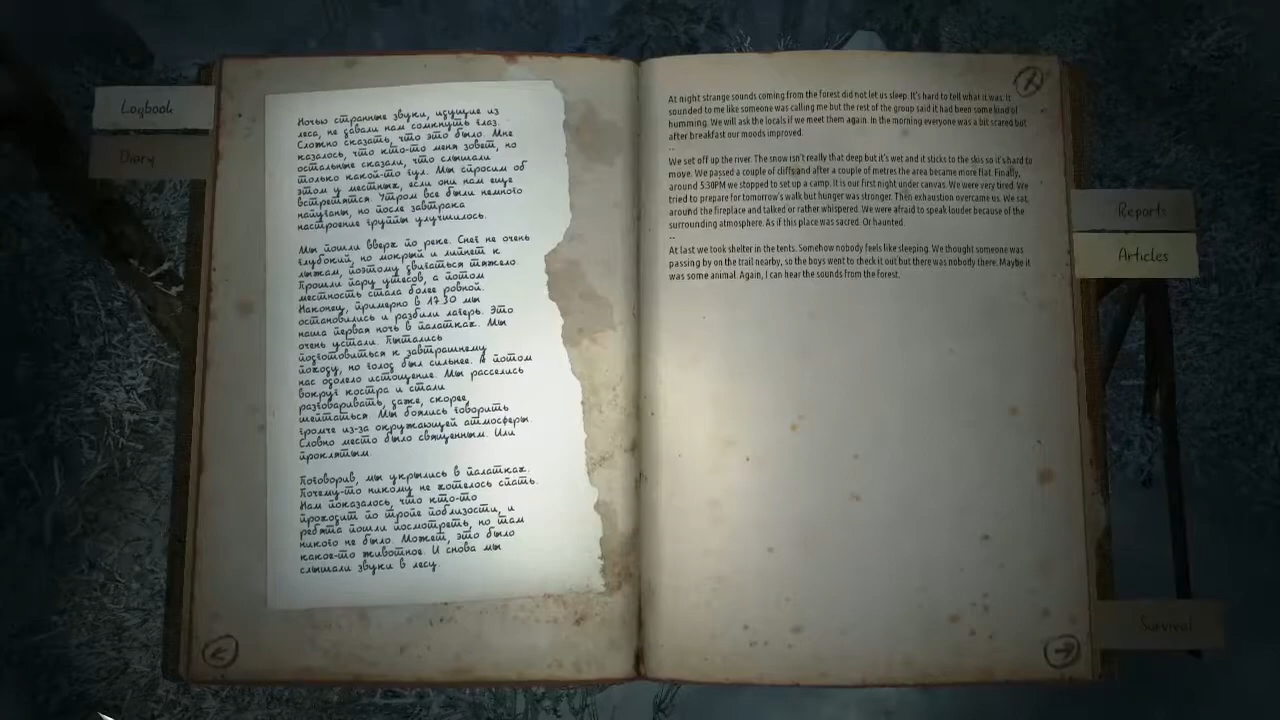 Logbook
Diary
Ночью странные звуки, идущие из
леса, не давали нам сомкнуть глаз.
Сложно сказать, что это было. Мне
казалось, что кто-то меня зовет, но
остальные сказали, что слышали
только какой-то гул. Мы спросим об
этом у местных, если они нам еще
встретятся. Утром все были немного
напуганы, но после завтрака
настроение группы улучшилось.
Мы пошли вверх по реке. Снег не очень
глубокий, но мокрый и липнет к
лыжам, поэтому двигаться тяжело
Прошли пару утесов, а потом
местность стала более ровной.
Наконец, примерно в 17.30 мы
остановились и разбили лагерь. Это
наша первая ночь в палатках. Мы
очень устали. Пытались
подготовиться к завтрашнему
походу, но голод был сильнее. А потом
нас одолело истощение. Мы расселись
вокруг костра и стали
разговаривать, даже, скорее,
шептаться. Мы боялись говорить
громче из-за окружающей атмосферы.
Словно место было священным. Или
проклятым.
Поговорив, мы укрылись в палатках.
Почему-то никому не хотелось спать.
Нам показалось, что кто-то
проходит по тропе поблизости, и
ребята пошли посмотреть, но там
никого не было. Может, это было
какое-то животное. И снова мы
слышали звуки в лесу.
At night strange sounds coming from the forest did not let us sleep. It's hard to tell what it was. It
sounded to me like someone was calling me but the rest of the group said it had been some kind of
humming. We will ask the locals if we meet them again. In the morning everyone was a bit scared but
after breakfast our moods improved.
--
We set off up the river. The snow isn't really that deep but it's wet and it sticks to the skis so it's hard to
move. We passed a couple of cliffs and after a couple of metres the area became more flat. Finally,
around 5:30PM we stopped to set up a camp. It is our first night under canvas. We were very tired. We
tried to prepare for tomorrow's walk but hunger was stronger. Then exhaustion overcame us. We sat
around the fireplace and talked or rather whispered. We were afraid to speak louder because of the
surrounding atmosphere. As if this place was sacred. Or haunted.
--
At last we took shelter in the tents. Somehow nobody feels like sleeping. We thought someone was
passing by on the trail nearby, so the boys went to check it out but there was nobody there. Maybe it
was some animal. Again, I can hear the sounds from the forest.
Reports
Articles
Survival